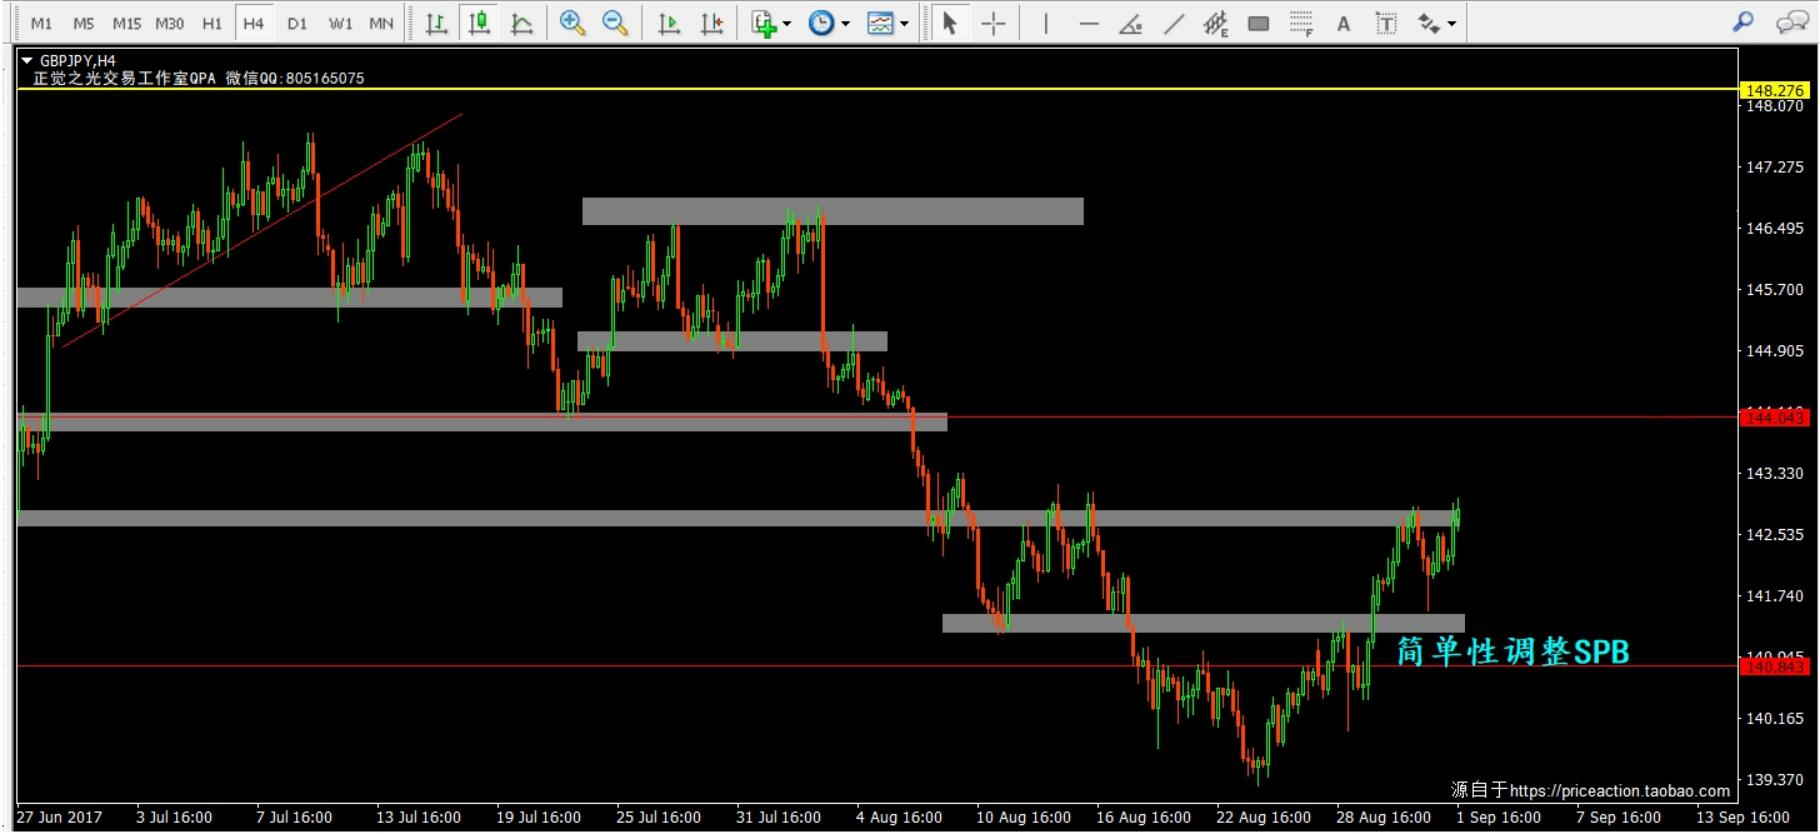 M1 M5 M15 M30 H1 H4 D1 W1 MN E F A T
GBPJPY,H4
正觉之光交易工作室QPA 微信QQ:805165075
148.276
148.070
147.275
146.495
145.700
144.905
144.043
143.330
142.535
141.740
简单性调整SPB
140.843
140.165
139.370
源自于https://priceaction.taobao.com
27 Jun 2017 3 Jul 16:00 7 Jul 16:00 13 Jul 16:00 19 Jul 16:00 25 Jul 16:00 31 Jul 16:00 4 Aug 16:00 10 Aug 16:00 16 Aug 16:00 22 Aug 16:00 28 Aug 16:00 1 Sep 16:00 7 Sep 16:00 13 Sep 16:00